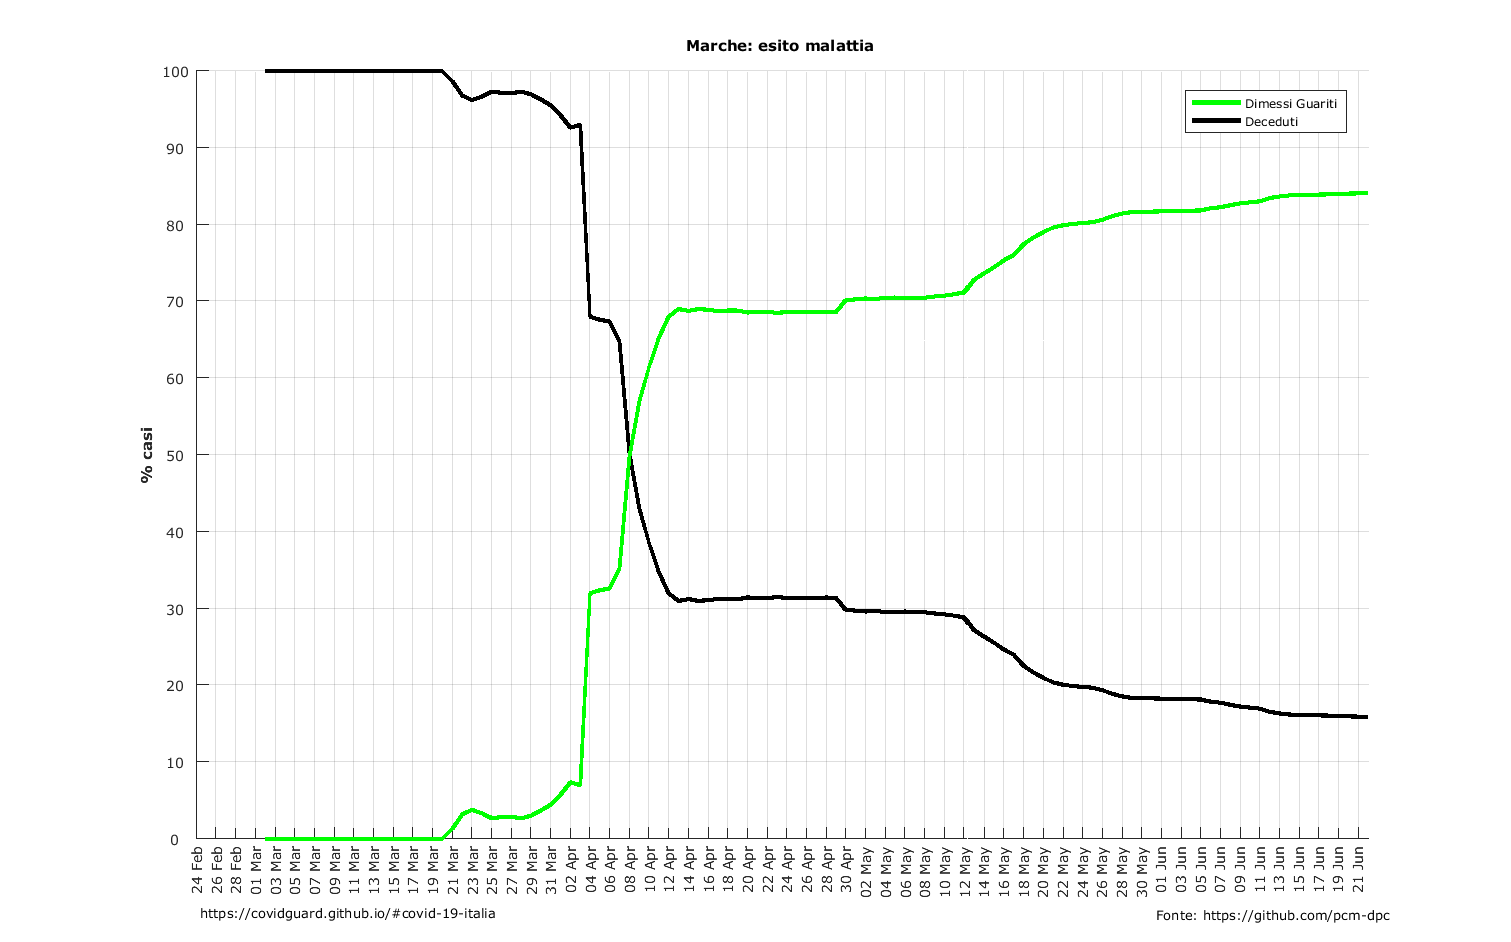 Marche: esito malattia
Dimessi Guariti
Deceduti
% casi
100
90
80
70
60
50
40
30
20
10
0
24 Feb
26 Feb
28 Feb
01 Mar
03 Mar
05 Mar
07 Mar
09 Mar
11 Mar
13 Mar
15 Mar
17 Mar
19 Mar
21 Mar
23 Mar
25 Mar
27 Mar
29 Mar
31 Mar
02 Apr
04 Apr
06 Apr
08 Apr
10 Apr
12 Apr
14 Apr
16 Apr
18 Apr
20 Apr
22 Apr
24 Apr
26 Apr
28 Apr
30 Apr
02 May
04 May
06 May
08 May
10 May
12 May
14 May
16 May
18 May
20 May
22 May
24 May
26 May
28 May
30 May
01 Jun
03 Jun
05 Jun
07 Jun
09 Jun
11 Jun
13 Jun
15 Jun
17 Jun
19 Jun
21 Jun
https://covidguard.github.io/#covid-19-italia
Fonte: https://github.com/pcm-dpc